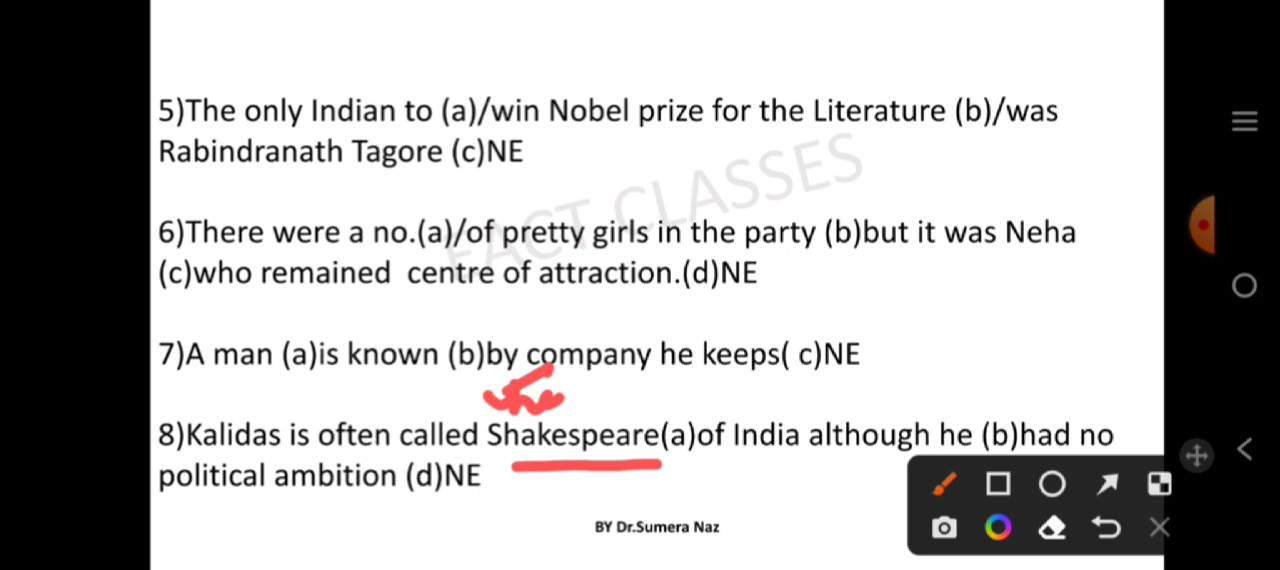 5)The only Indian to (a)/win Nobel prize for the Literature (b)/was
Rabindranath Tagore (c)NE
FACT CLASSES
6)There were a no.(a)/of pretty girls in the party (b)but it was Neha
(c)who remained centre of attraction.(d)NE
7)A man (a)is known (b)by company he keeps( c)NE
the
8)Kalidas is often called Shakespeare(a)of India although he (b)had no
political ambition (d)NE
BY Dr.Sumera Naz